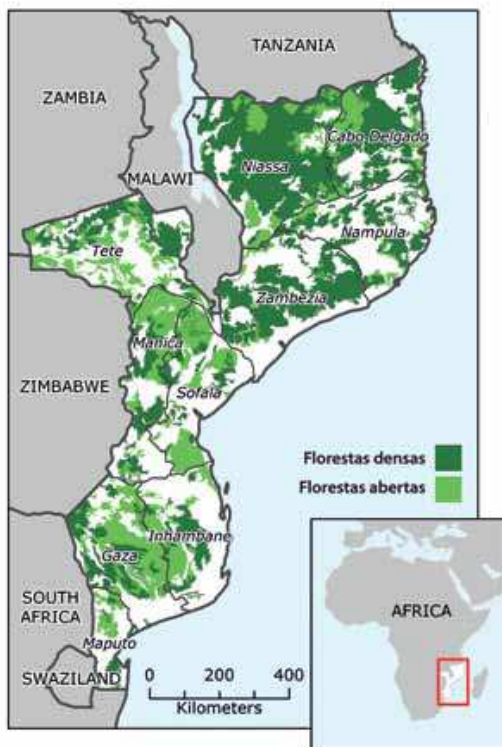 TANZANIA
ZAMBIA
Cabo Delgado
Niassa
MALAWI
Nampula
Tete
Zambezia
Manica
ZIMBABWE
Sofala
Florestas densas
Florestas abertas
Inhambane
Gaza
SOUTH
AFRICA
AFRICA
Maputo
SWAZILAND
0 200 400
Kilometers